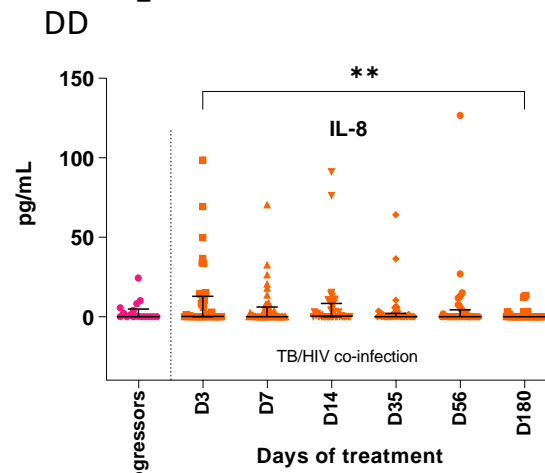 DD
150
**
IL-8
100
pg/mL
50
0
TB/HIV co-infection
D3
D7
D14
D35
D56
D180
Days of treatment